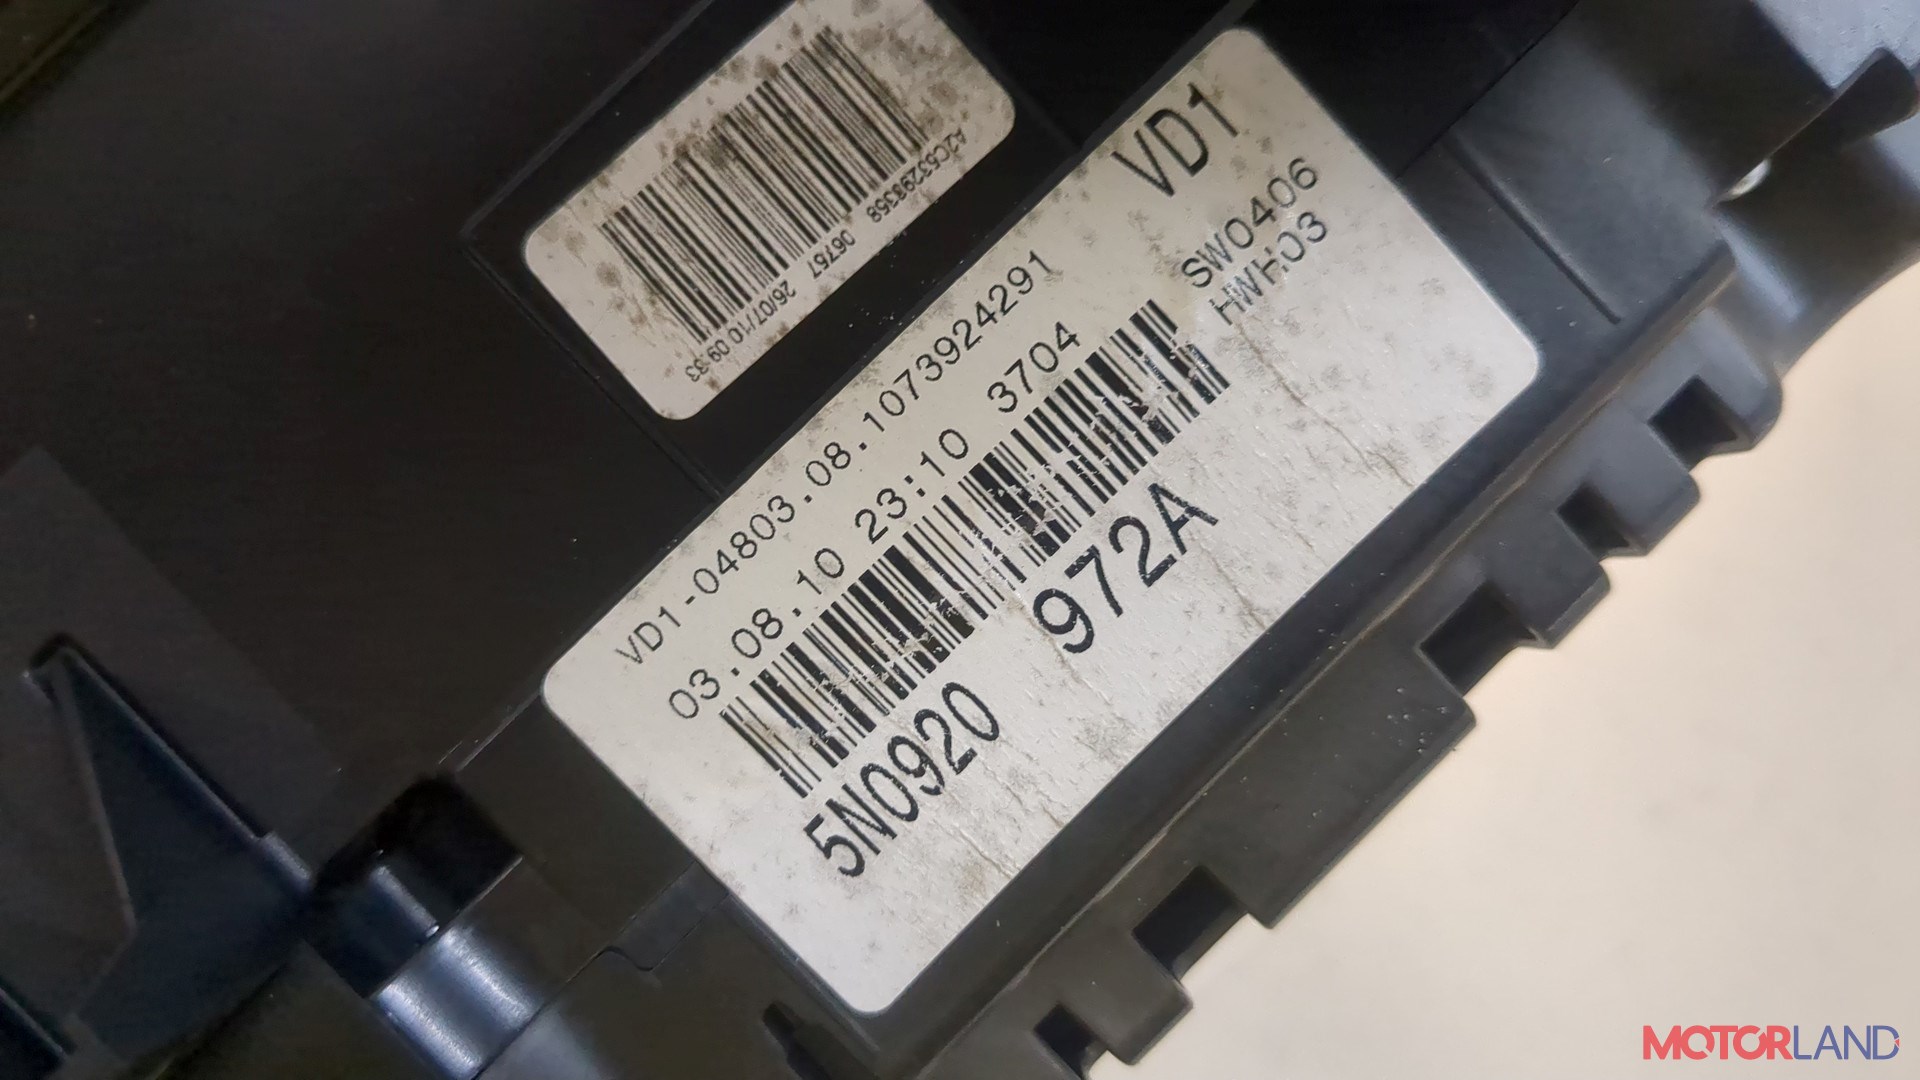 A2C53293358 06757 26/07/10 09:33
VD1
VD1-04803.08.1073924291
03.08.10 23:10 3704
SW0406
HWH03
5N0920 972A
MOTORLAND